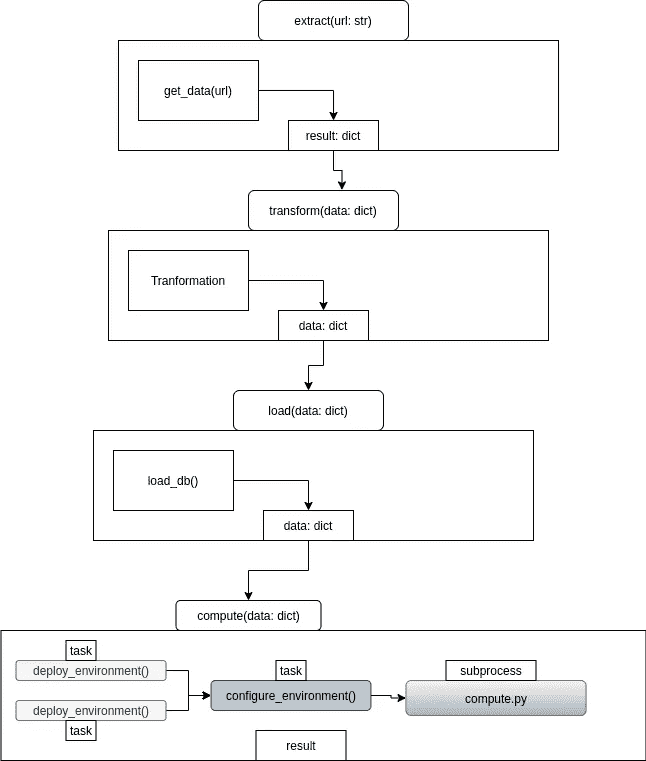 extract(url: str)
get_data(url)
result: dict
transform(data: dict)
Tranformation
data: dict
load(data: dict)
load_db()
data: dict
compute(data: dict)
task
deploy_environment()
deploy_environment()
task
task
configure_environment()
subprocess
compute.py
result